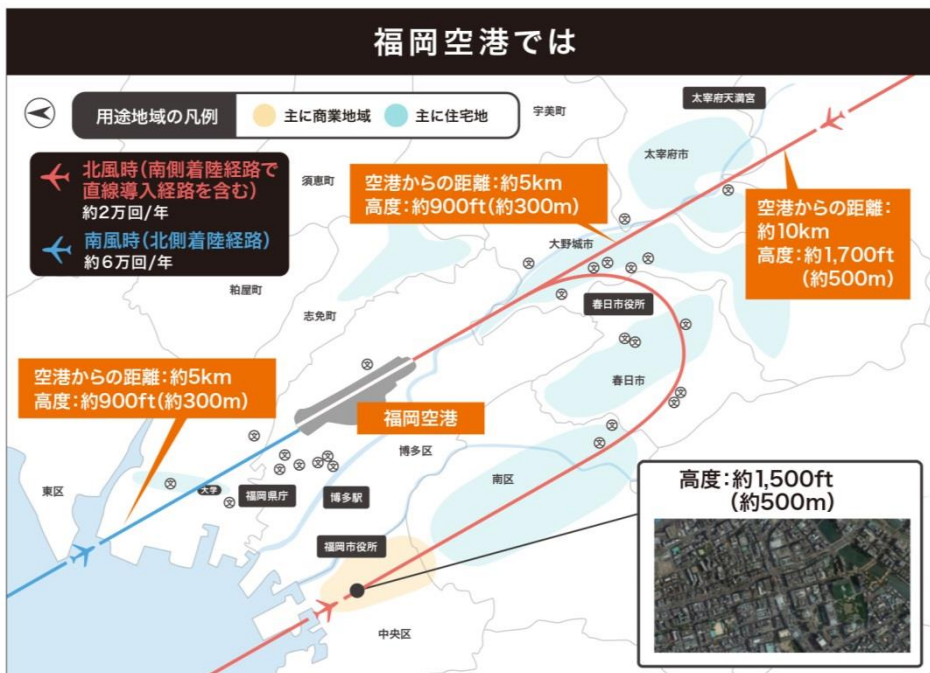 福岡空港では
用途地域の凡例
主に商業地域
主に住宅地
北風時(南側着陸経路で
直線導入経路を含む)
約2万回/年
南風時(北側着陸経路)
約6万回/年
宇美町
太宰府天満宮
太宰府市
須恵町
空港からの距離:約5km
高度:約900ft(約300m)
空港からの距離:
約10km
高度:約1,700ft
(約500m)
大野城市
粕屋町
志免町
春日市役所
春日市
空港からの距離:約5km
高度:約900ft(約300m)
福岡空港
博多区
南区
東区
大学
福岡県庁
博多駅
福岡市役所
中央区
高度:約1,500ft
(約500m)